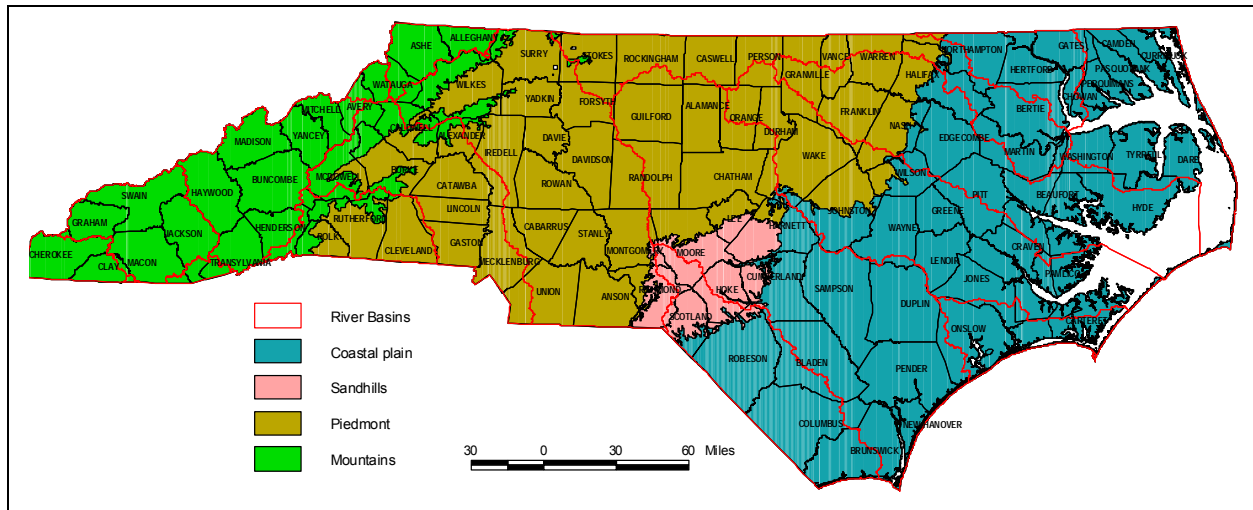 ASHE
ALLEGHANY
SURRY
STOKES
ROCKINGHAM
CASWELL
PERSON
VANCE
WARREN
GRANVILLE
HALIFAX
NORTHAMPTON
GATES
CAMDEN
CURRITUCK
HERTFORD
PASQUOTANK
PERQUIMANS
CHOWAN
BERTIE
WATAUGA
WILKES
YADKIN
FORSYTH
GUILFORD
ALAMANCE
ORANGE
DURHAM
FRANKLIN
NASH
EDGECOMBE
MARTIN
WASHINGTON
TYRRELL
DARE
MITCHELL
AVERY
CALDWELL
ALEXANDER
IREDELL
DAVIE
DAVIDSON
RANDOLPH
CHATHAM
WAKE
WILSON
PITT
BEAUFORT
HYDE
MADISON
YANCEY
MCDOWELL
BURKE
CATAWBA
ROWAN
LEE
JOHNSTON
GREENE
HAYWOOD
BUNCOMBE
SWAIN
GRAHAM
LINCOLN
RUTHERFORD
POLK
CLEVELAND
GASTON
CABARRUS
STANLY
MONTGOMERY
MOORE
HARNETT
WAYNE
LENOIR
CRAVEN
PAMLICO
JACKSON
HENDERSON
TRANSYLVANIA
CHEROKEE
CLAY
MACON
MECKLENBURG
UNION
ANSON
RICHMOND
HOKE
SCOTLAND
CUMBERLAND
SAMPSON
DUPLIN
JONES
ONSLOW
CARTERET
ROBESON
BLADEN
PENDER
COLUMBUS
NEW HANOVER
BRUNSWICK
River Basins
Coastal plain
Sandhills
Piedmont
Mountains
30 0 30 60 Miles